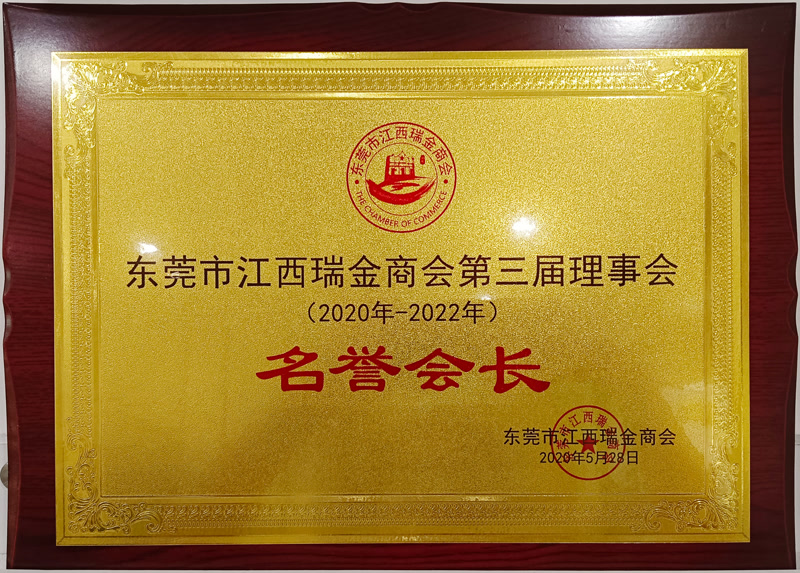 东莞市江西瑞金商会
THE CHAMBER OF COMMERCE
东莞市江西瑞金商会第三届理事会
（2020年-2022年）
名誉会长
东莞市江西瑞金商会
2020年5月28日